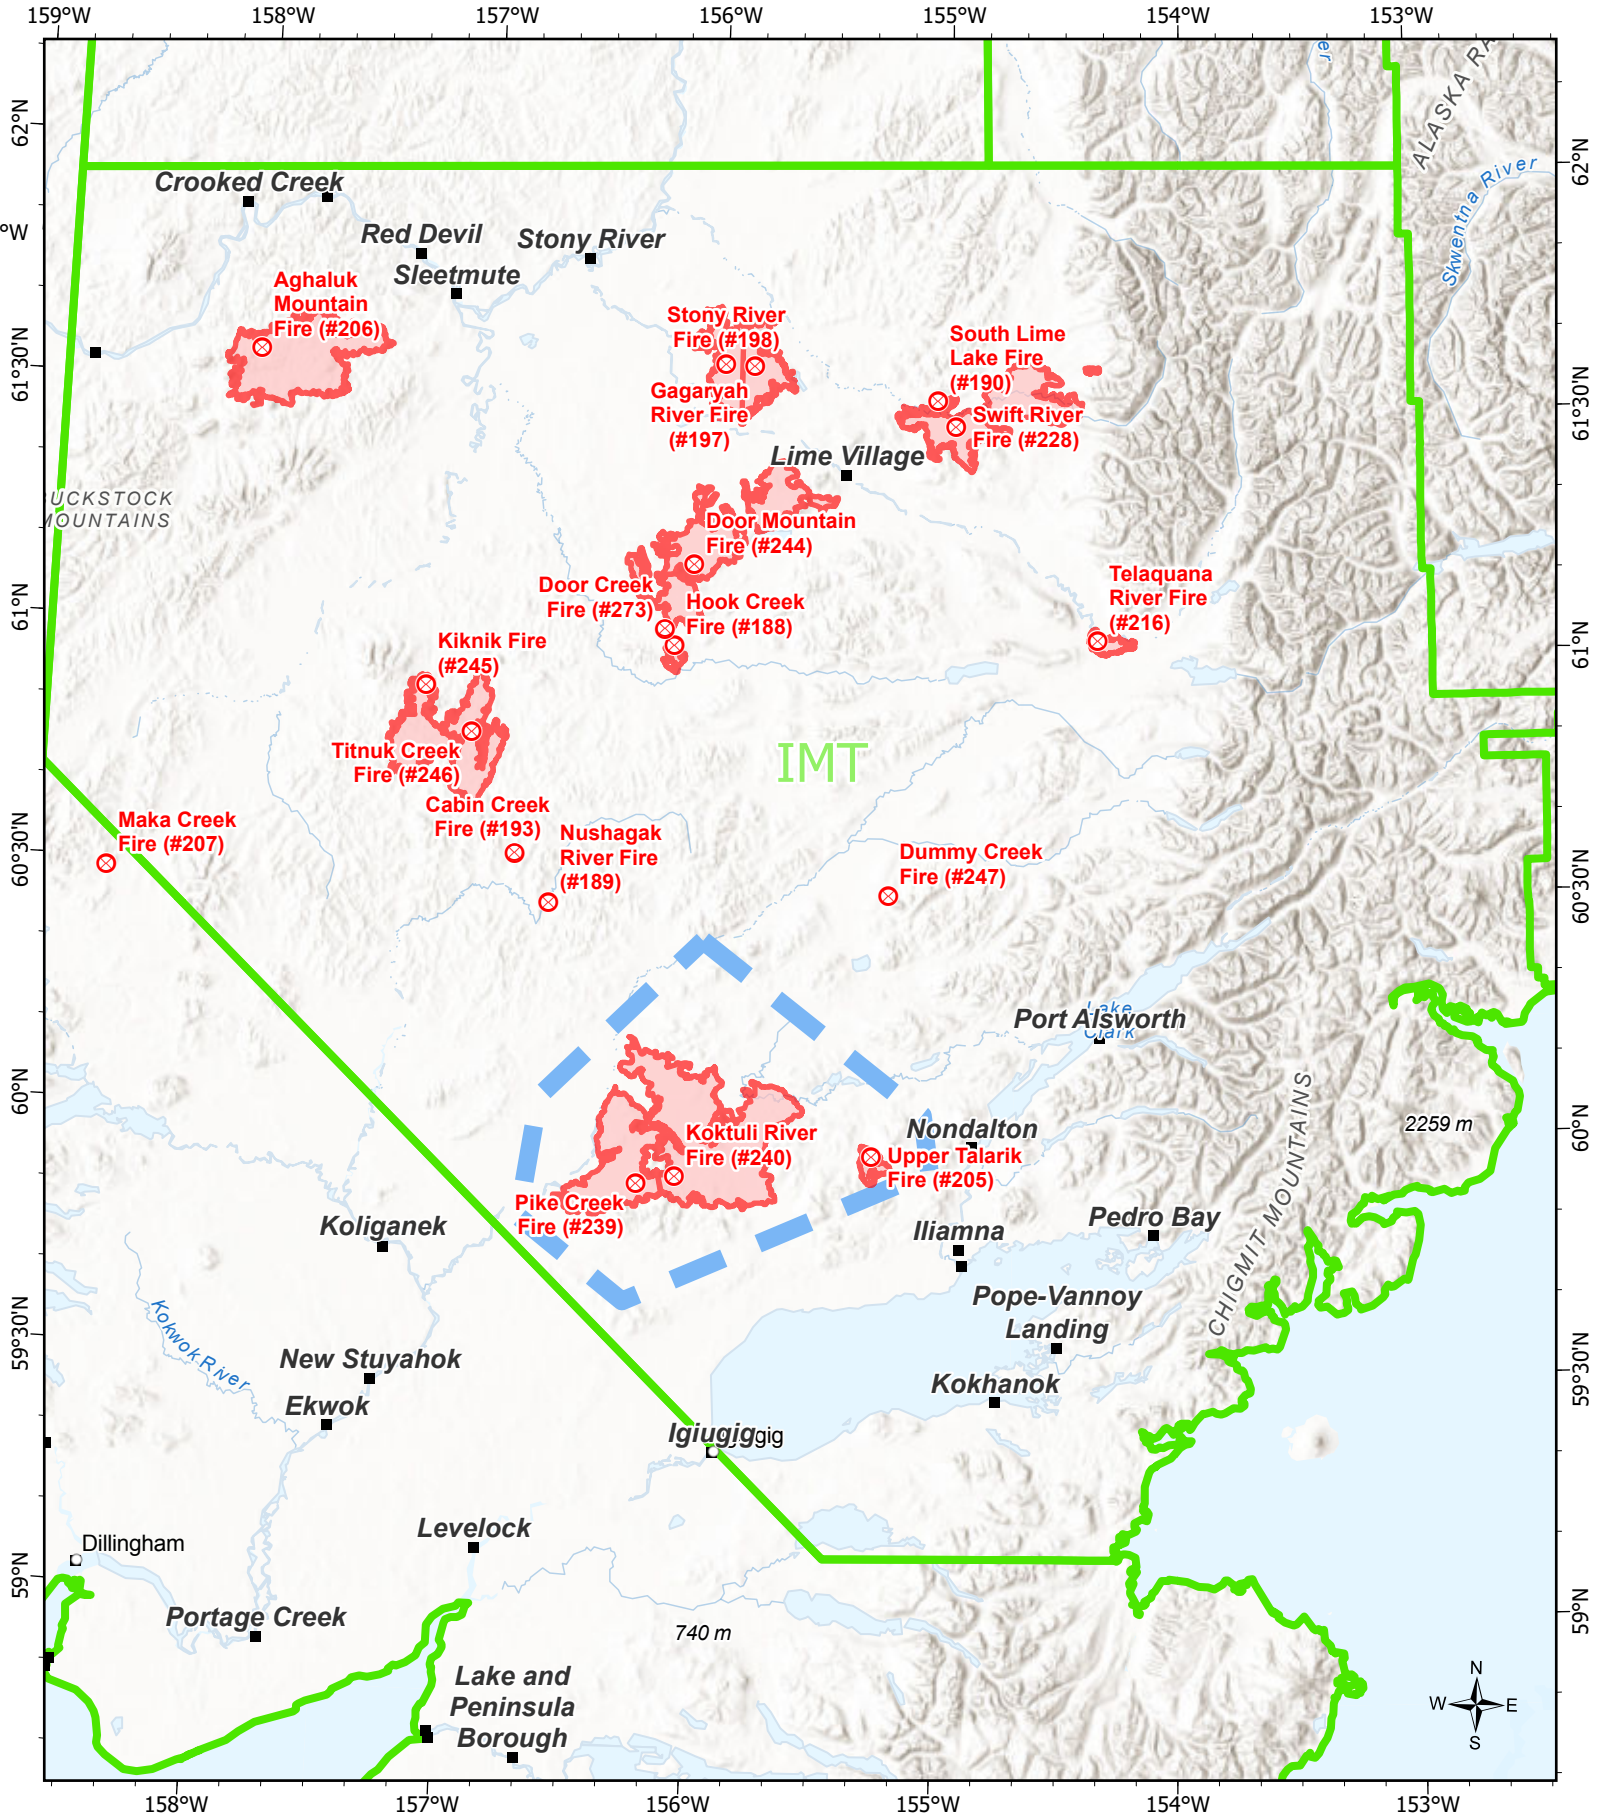 159°W
158°W
157°W
156°W
155°W
154°W
153°W
62°N
62°N
ALASKA RA
er
Skwentna River
°W
Crooked Creek
Red Devil
Stony River
Sleetmute
Aghaluk
Mountain
Fire (#206)
Stony River
Fire (#198)
South Lime
Lake Fire
(#190)
61°30'N
61°30'N
Gagaryah
River Fire
(#197)
Swift River
Fire (#228)
Lime Village
UCKSTOCK
MOUNTAINS
Door Mountain
Fire (#244)
Door Creek
Fire (#273)
Hook Creek
Fire (#188)
Telaquana
River Fire
(#216)
61°N
61°N
Kiknik Fire
(#245)
Titnuk Creek
Fire (#246)
IMT
Cabin Creek
Fire (#193)
Maka Creek
Fire (#207)
Nushagak
River Fire
(#189)
Dummy Creek
Fire (#247)
60°30'N
60°30'N
Lake
Clark
Port Alsworth
60°N
60°N
CHIGMIT MOUNTAINS
2259 m
Nondalton
Koktuli River
Fire (#240)
Upper Talarik
Fire (#205)
Pike Creek
Fire (#239)
Koliganek
Iliamna
Pedro Bay
Pope-Vannoy
Landing
Kokwok River
59°30'N
59°30'N
New Stuyahok
Ekwok
Kokhanok
Igiugig
gig
Levelock
Dillingham
59°N
59°N
Portage Creek
740 m
Lake and
Peninsula
Borough
N
W
E
S
158°W
157°W
156°W
155°W
154°W
153°W